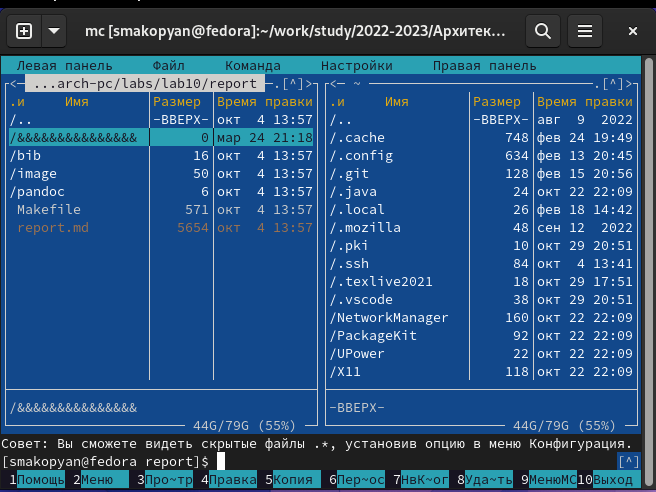 mc [smakopyan@fedora]:~/work/study/2022-2023/Архитек...
Левая панель Файл Команда Настройки Правая панель
<─ ...arch-pc/labs/lab10/report ─.[^]>
.и Имя Размер Время правки
/.. -ВВЕРХ- окт 4 13:57
/&&&&&&&&&&&&&&& 0 мар 24 21:18
/bib 16 окт 4 13:57
/image 50 окт 4 13:57
/pandoc 6 окт 4 13:57
Makefile 571 окт 4 13:57
report.md 5654 окт 4 13:57
/&&&&&&&&&&&&&&&
44G/79G (55%)
<─ ~ ─.[^]>
.и Имя Размер Время правки
/.. -ВВЕРХ- авг 9 2022
/.cache 748 фев 24 19:49
/.config 634 фев 13 20:45
/.git 128 фев 15 20:56
/.java 24 окт 22 22:09
/.local 26 фев 18 14:42
/.mozilla 48 сен 12 2022
/.pki 10 окт 29 20:51
/.ssh 84 окт 4 13:41
/.texlive2021 18 окт 29 17:51
/.vscode 38 окт 29 20:51
/NetworkManager 160 окт 22 22:09
/PackageKit 92 окт 22 22:09
/UPower 22 окт 22 22:09
/X11 118 окт 22 22:09
-ВВЕРХ-
44G/79G (55%)
Совет: Вы сможете видеть скрытые файлы .*, установив опцию в меню Конфигурация.
[smakopyan@fedora report]$ [^]
1Помощь 2Меню 3Про~тр 4Правка 5Копия 6Пер~ос 7НвК~ог 8Уда~ть 9МенюМС 10Выход